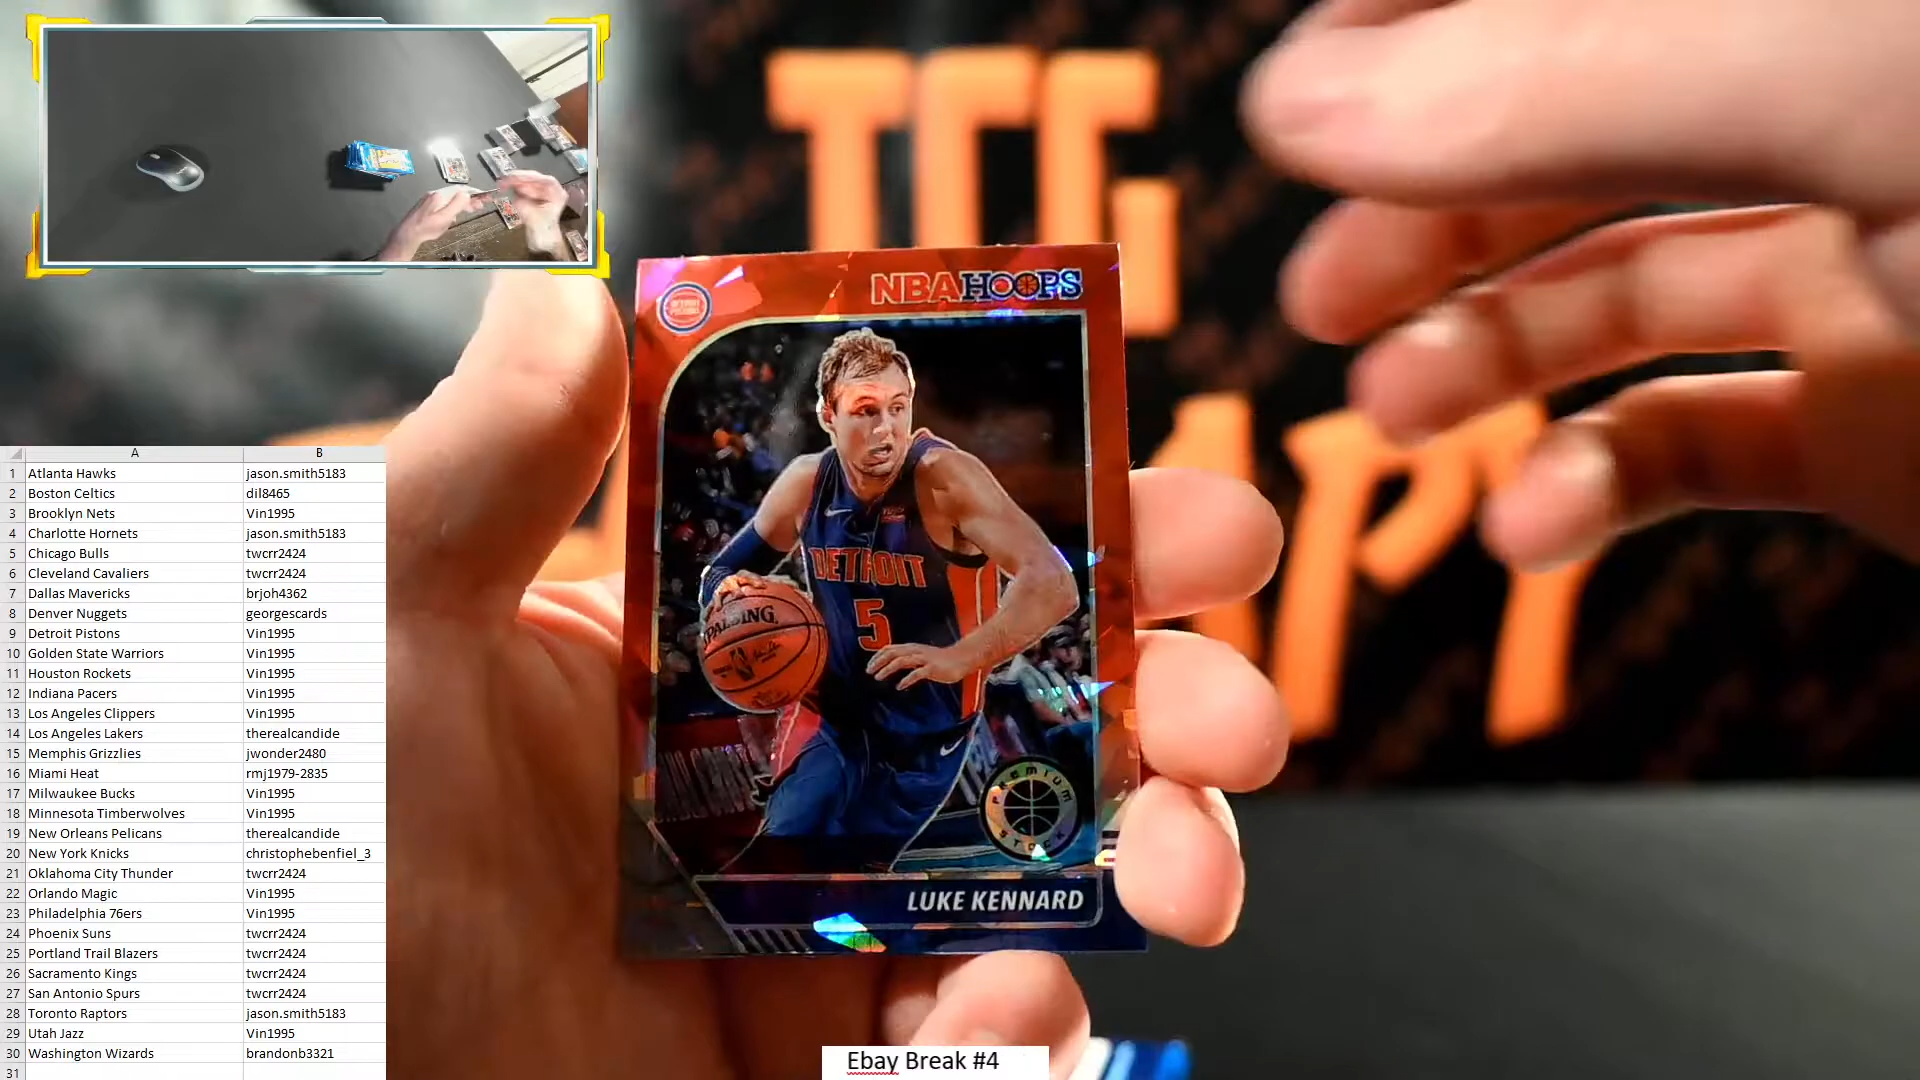 TCG
NBA HOOPS
DETROIT
5
SPALDING
PREMIUM
STOCK
LUKE KENNARD
A B
1 Atlanta Hawks jason.smith5183
2 Boston Celtics dil8465
3 Brooklyn Nets Vin1995
4 Charlotte Hornets jason.smith5183
5 Chicago Bulls twcrr2424
6 Cleveland Cavaliers twcrr2424
7 Dallas Mavericks brjoh4362
8 Denver Nuggets georgescards
9 Detroit Pistons Vin1995
10 Golden State Warriors Vin1995
11 Houston Rockets Vin1995
12 Indiana Pacers Vin1995
13 Los Angeles Clippers Vin1995
14 Los Angeles Lakers therealcandide
15 Memphis Grizzlies jwonder2480
16 Miami Heat rmj1979-2835
17 Milwaukee Bucks Vin1995
18 Minnesota Timberwolves Vin1995
19 New Orleans Pelicans therealcandide
20 New York Knicks christophebenfiel_3
21 Oklahoma City Thunder twcrr2424
22 Orlando Magic Vin1995
23 Philadelphia 76ers Vin1995
24 Phoenix Suns twcrr2424
25 Portland Trail Blazers twcrr2424
26 Sacramento Kings twcrr2424
27 San Antonio Spurs twcrr2424
28 Toronto Raptors jason.smith5183
29 Utah Jazz Vin1995
30 Washington Wizards brandonb3321
31
Ebay Break #4